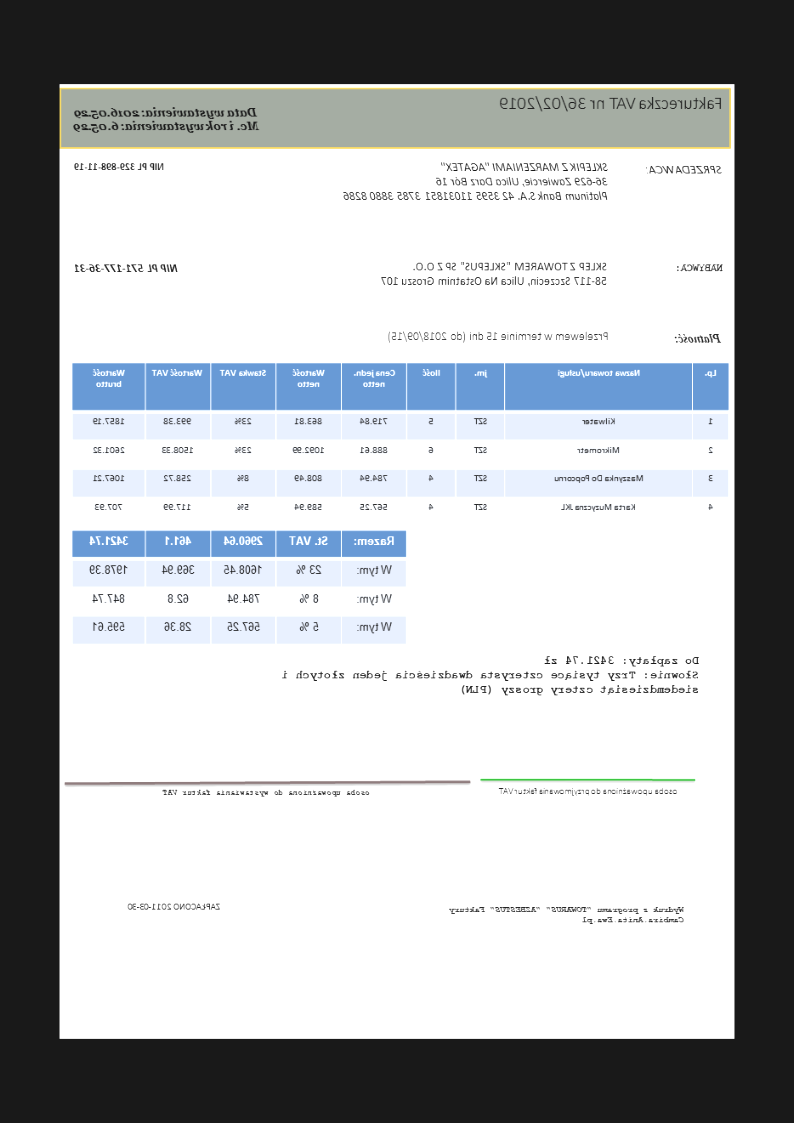 Faktureczka VAT nr 36/02/2019
Data wystawienia: 2016.05.29
Mc. i rok wystawienia: 6.05.29
SPRZEDAWCA:
SKLEPIK Z MARZENIAMI "AGATEX"
36-629 Zawiercie, Ulica Darz Bór 16
Platinum Bank S.A. 42 3595 11031851 3785 3880 8286
NIP PL 329-898-11-19
NABYWCA:
SKLEP Z TOWAREM "SKLEPUS" SP Z O.O.
58-117 Szczecin, Ulica Na Ostatnim Groszu 107
NIP PL 571-177-36-31
Płatność:
Przelewem w terminie 15 dni (do 2018/09/15)
Lp. Nazwa towaru/usługi jm. Ilość Cena jedn. netto Wartość netto Stawka VAT Wartość VAT Wartość brutto
1 Kilwater SZT 5 719.84 863.81 23% 993.38 1857.19
2 Mikrometr SZT 6 888.61 1092.99 23% 1508.33 2601.32
3 Maszynka Do Popcornu SZT 4 784.94 808.49 8% 258.72 1067.21
4 Karta Muzyczna JKL SZT 4 567.25 589.94 5% 117.99 707.93
Razem: St. VAT 2960.64 461.1 3421.74
W tym: 23 % 1608.45 369.94 1978.39
W tym: 8 % 784.94 62.8 847.74
W tym: 5 % 567.25 28.36 595.61
Do zapłaty: 3421.74 zł
Słownie: Trzy tysiące czterysta dwadzieścia jeden złotych i
siedemdziesiąt cztery groszy (PLN)
osoba upoważniona do przyjmowania faktur VAT
osoba upoważniona do wystawiania faktur VAT
Wydruk z programu "TOWARUS" "AZBESTUS" Faktury
Cambira.Anita.Ewa.pl
ZAPŁACONO 2011-03-30